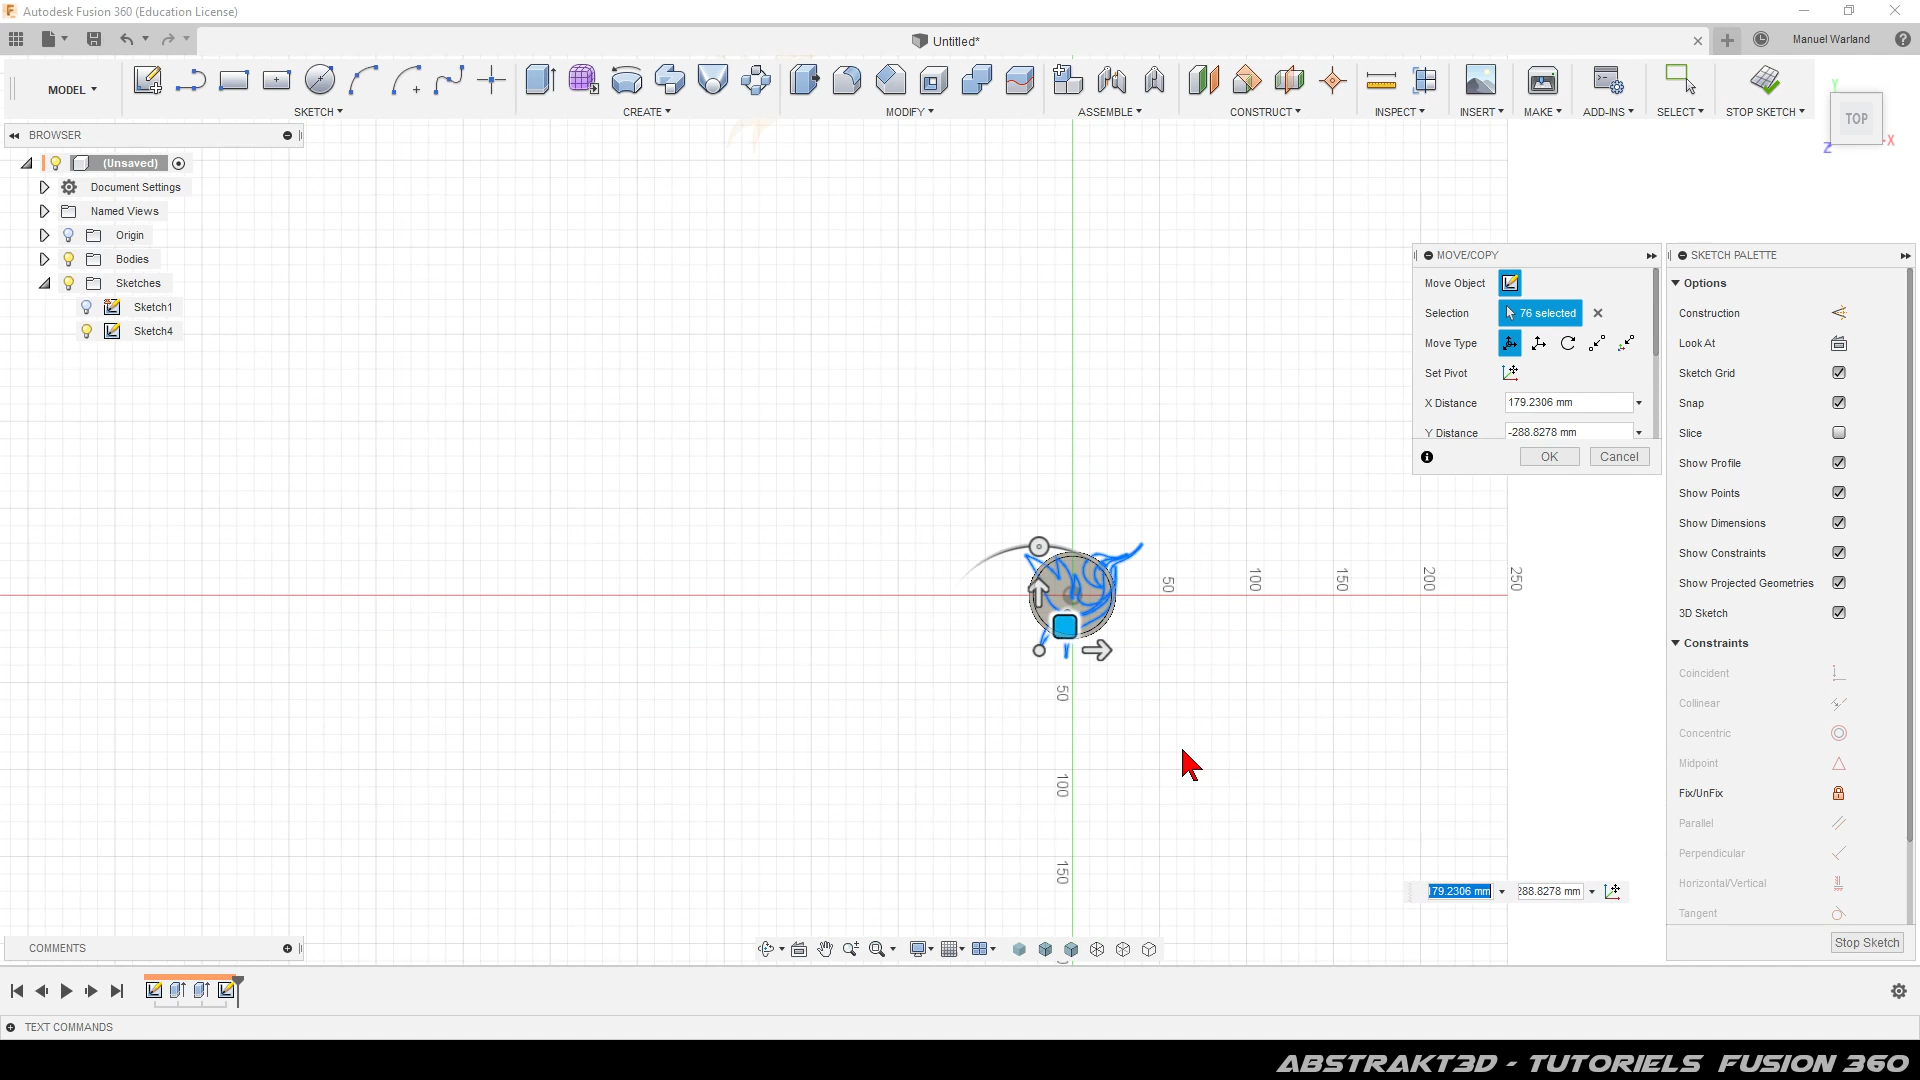 Autodesk Fusion 360 (Education License)
Untitled*
Manuel Warland
MODEL
SKETCH
CREATE
MODIFY
ASSEMBLE
CONSTRUCT
INSPECT
INSERT
MAKE
ADD-INS
SELECT
STOP SKETCH
TOP
Y
X
Z
BROWSER
(Unsaved)
Document Settings
Named Views
Origin
Bodies
Sketches
Sketch1
Sketch4
MOVE/COPY
Move Object
Selection
76 selected
Move Type
Set Pivot
X Distance
179.2306 mm
Y Distance
-288.8278 mm
OK
Cancel
SKETCH PALETTE
Options
Construction
Look At
Sketch Grid
Snap
Slice
Show Profile
Show Points
Show Dimensions
Show Constraints
Show Projected Geometries
3D Sketch
Constraints
Coincident
Collinear
Concentric
Midpoint
Fix/UnFix
Parallel
Perpendicular
Horizontal/Vertical
Tangent
Stop Sketch
50
100
150
200
250
50
100
150
179.2306 mm
288.8278 mm
COMMENTS
TEXT COMMANDS
ABSTRAKT3D - TUTORIELS FUSION 360